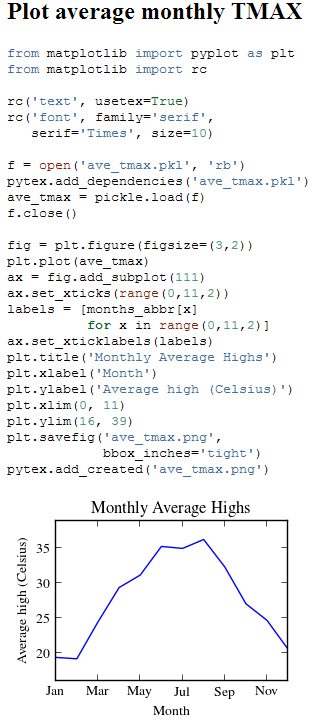 Plot average monthly TMAX
from matplotlib import pyplot as plt
from matplotlib import rc
rc('text', usetex=True)
rc('font', family='serif',
   serif='Times', size=10)
f = open('ave_tmax.pkl', 'rb')
pytex.add_dependencies('ave_tmax.pkl')
ave_tmax = pickle.load(f)
f.close()
fig = plt.figure(figsize=(3,2))
plt.plot(ave_tmax)
ax = fig.add_subplot(111)
ax.set_xticks(range(0,11,2))
labels = [months_abbr[x]
          for x in range(0,11,2)]
ax.set_xticklabels(labels)
plt.title('Monthly Average Highs')
plt.xlabel('Month')
plt.ylabel('Average high (Celsius)')
plt.xlim(0, 11)
plt.ylim(16, 39)
plt.savefig('ave_tmax.png',
            bbox_inches='tight')
pytex.add_created('ave_tmax.png')
Monthly Average Highs
Average high (Celsius)
35
30
25
20
Jan Mar May Jul Sep Nov
Month